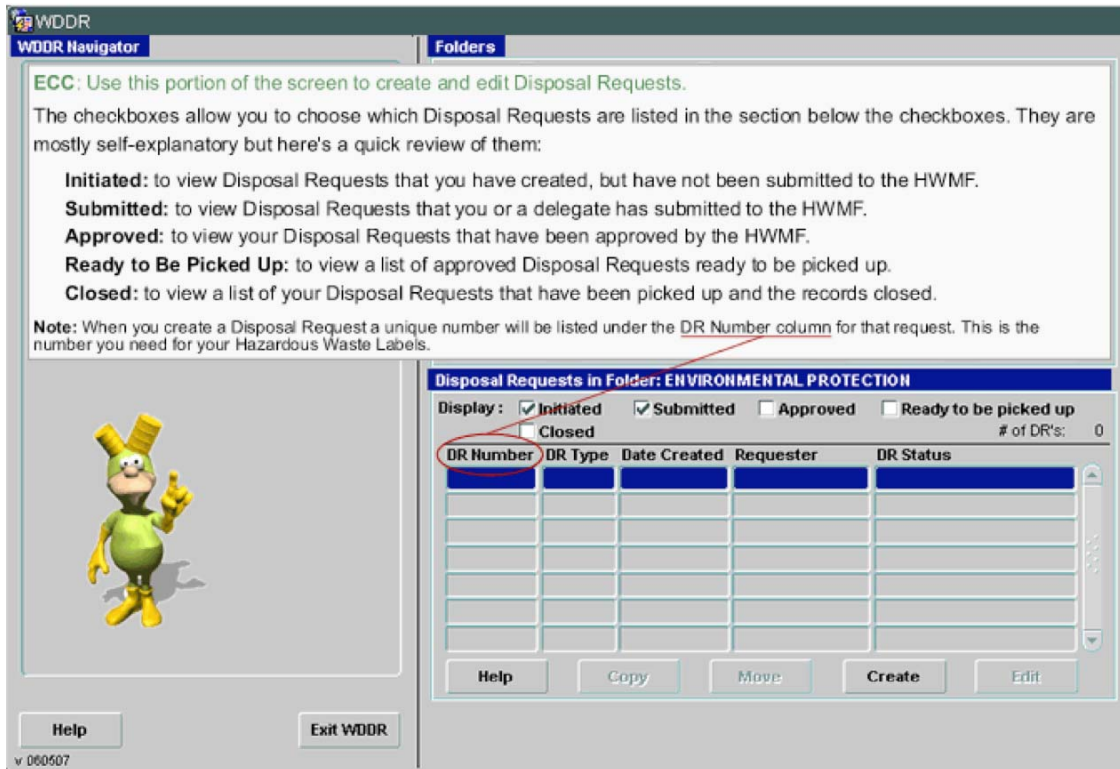 WDDR
WDDR Navigator
Folders
ECC: Use this portion of the screen to create and edit Disposal Requests.
The checkboxes allow you to choose which Disposal Requests are listed in the section below the checkboxes. They are
mostly self-explanatory but here's a quick review of them:
Initiated: to view Disposal Requests that you have created, but have not been submitted to the HWMF.
Submitted: to view Disposal Requests that you or a delegate has submitted to the HWMF.
Approved: to view your Disposal Requests that have been approved by the HWMF.
Ready to Be Picked Up: to view a list of approved Disposal Requests ready to be picked up.
Closed: to view a list of your Disposal Requests that have been picked up and the records closed.
Note: When you create a Disposal Request a unique number will be listed under the DR Number column for that request. This is the
number you need for your Hazardous Waste Labels.
Disposal Requests in Folder: ENVIRONMENTAL PROTECTION
Display : Initiated Submitted Approved Ready to be picked up
Closed # of DR's: 0
DR Number DR Type Date Created Requester DR Status
Help Copy Move Create Edit
Help Exit WDDR
v 060507